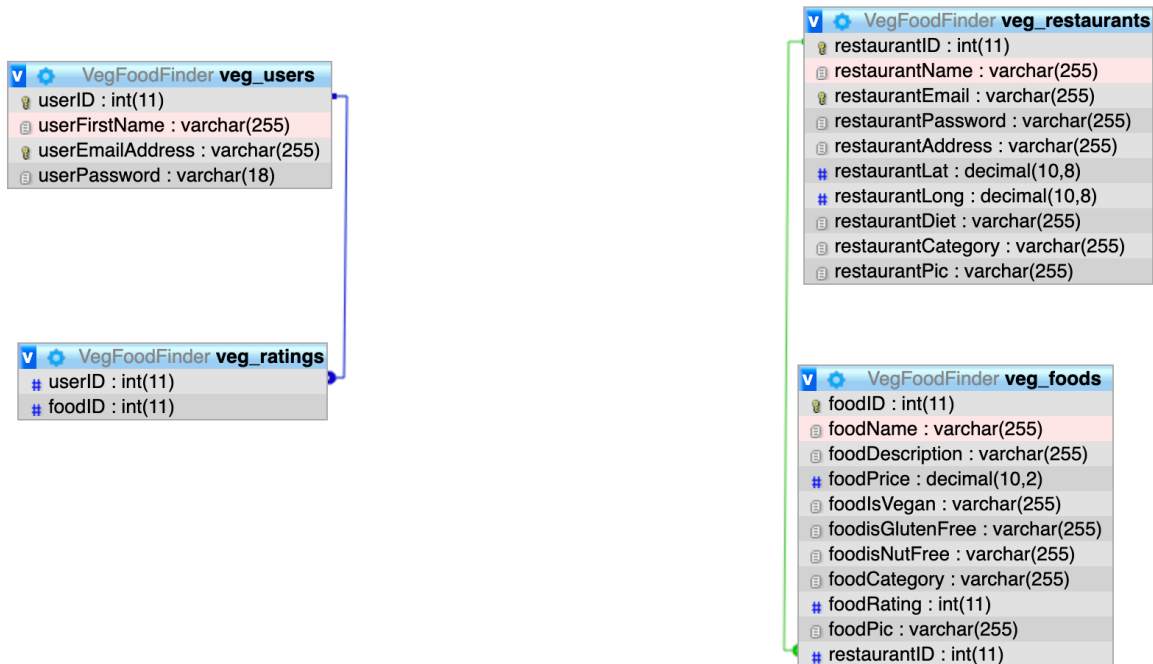 VegFoodFinder veg_users
userID : int(11)
userFirstName : varchar(255)
userEmailAddress : varchar(255)
userPassword : varchar(18)
VegFoodFinder veg_ratings
userID : int(11)
foodID : int(11)
VegFoodFinder veg_restaurants
restaurantID : int(11)
restaurantName : varchar(255)
restaurantEmail : varchar(255)
restaurantPassword : varchar(255)
restaurantAddress : varchar(255)
restaurantLat : decimal(10,8)
restaurantLong : decimal(10,8)
restaurantDiet : varchar(255)
restaurantCategory : varchar(255)
restaurantPic : varchar(255)
VegFoodFinder veg_foods
foodID : int(11)
foodName : varchar(255)
foodDescription : varchar(255)
foodPrice : decimal(10,2)
foodIsVegan : varchar(255)
foodisGlutenFree : varchar(255)
foodisNutFree : varchar(255)
foodCategory : varchar(255)
foodRating : int(11)
foodPic : varchar(255)
restaurantID : int(11)